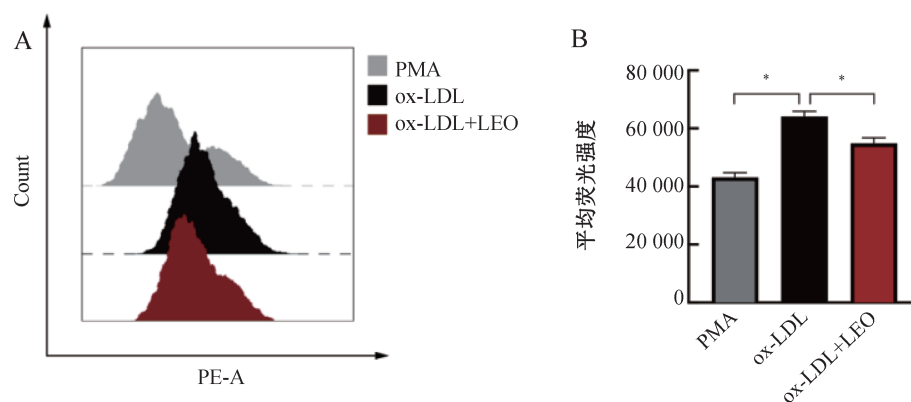 A
Count
PE-A
PMA
ox-LDL
ox-LDL+LEO
B
平均荧光强度
80 000
60 000
40 000
20 000
0
*
*
PMA
ox-LDL
ox-LDL+LEO